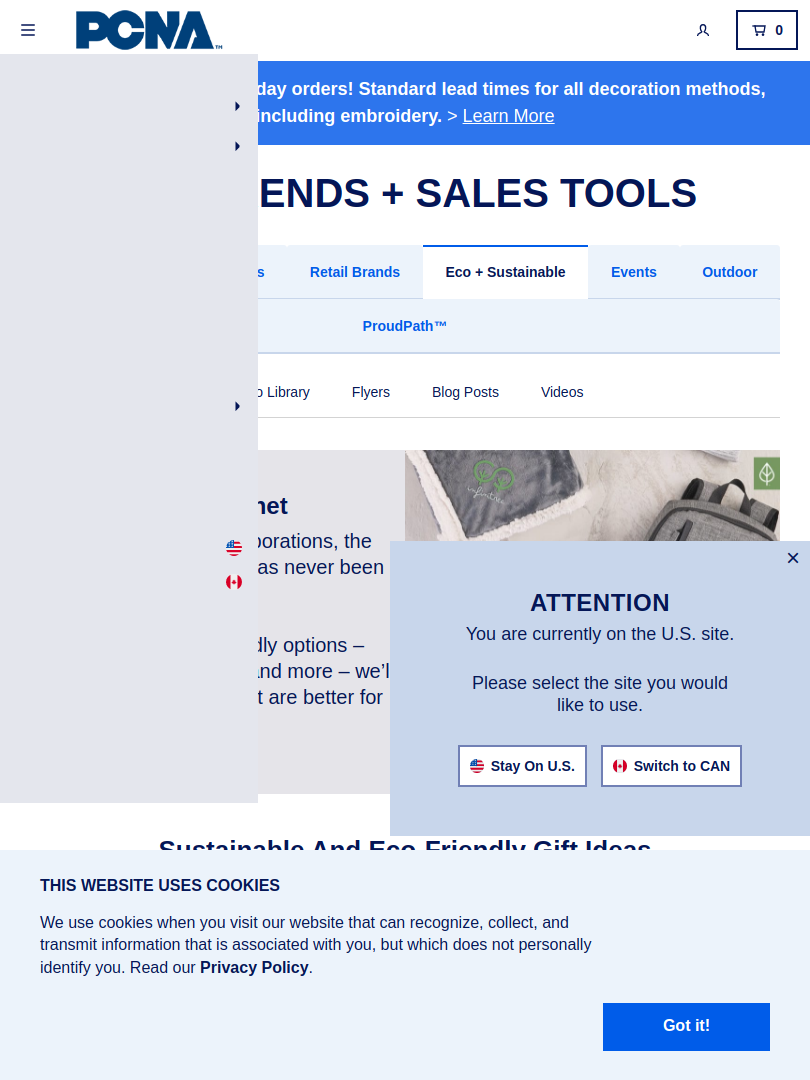 PCNA™
0
day orders! Standard lead times for all decoration methods,
including embroidery. > Learn More
ENDS + SALES TOOLS
s
Retail Brands
Eco + Sustainable
Events
Outdoor
ProudPath™
o Library
Flyers
Blog Posts
Videos
infinitree
net
porations, the
as never been
dly options –
and more – we'l
t are better for
×
ATTENTION
You are currently on the U.S. site.
Please select the site you would
like to use.
Stay On U.S.
Switch to CAN
Sustainable And Eco-Friendly Gift Ideas
THIS WEBSITE USES COOKIES
We use cookies when you visit our website that can recognize, collect, and
transmit information that is associated with you, but which does not personally
identify you. Read our Privacy Policy.
Got it!